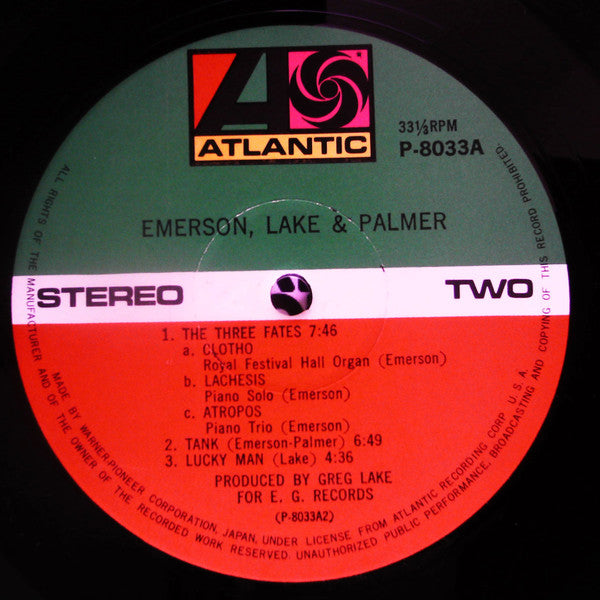 ATLANTIC
33⅓RPM
P-8033A
EMERSON, LAKE & PALMER
STEREO
TWO
1. THE THREE FATES 7:46
a. CLOTHO
Royal Festival Hall Organ (Emerson)
b. LACHESIS
Piano Solo (Emerson)
c. ATROPOS
Piano Trio (Emerson)
2. TANK (Emerson-Palmer) 6:49
3. LUCKY MAN (Lake) 4:36
PRODUCED BY GREG LAKE
FOR E. G. RECORDS
(P-8033A2)
MADE BY WARNER-PIONEER CORPORATION, JAPAN, UNDER LICENSE FROM ATLANTIC RECORDING CORP. U. S. A.
ALL RIGHTS OF THE MANUFACTURER AND OF THE OWNER OF THE RECORDED WORK RESERVED. UNAUTHORIZED PUBLIC PERFORMANCE, BROADCASTING AND COPYING OF THIS RECORD PROHIBITED.